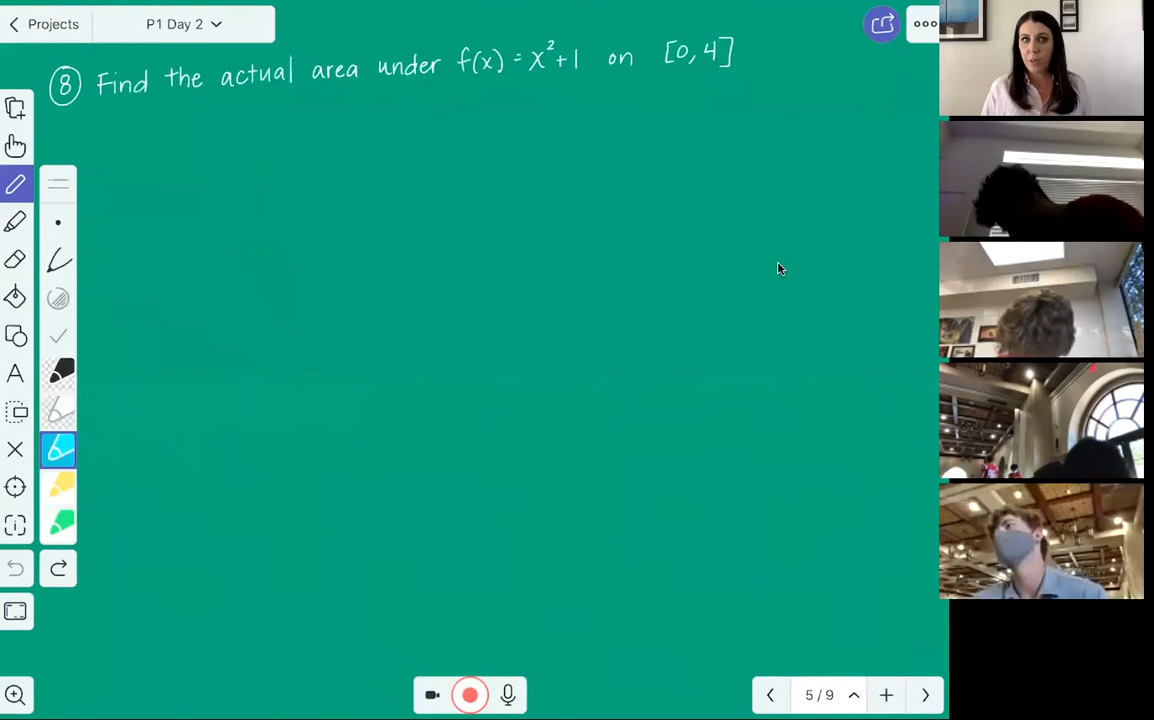 Projects
P1 Day 2
⑧ Find the actual area under f(x) = x²+1 on [0, 4]
A
5 / 9